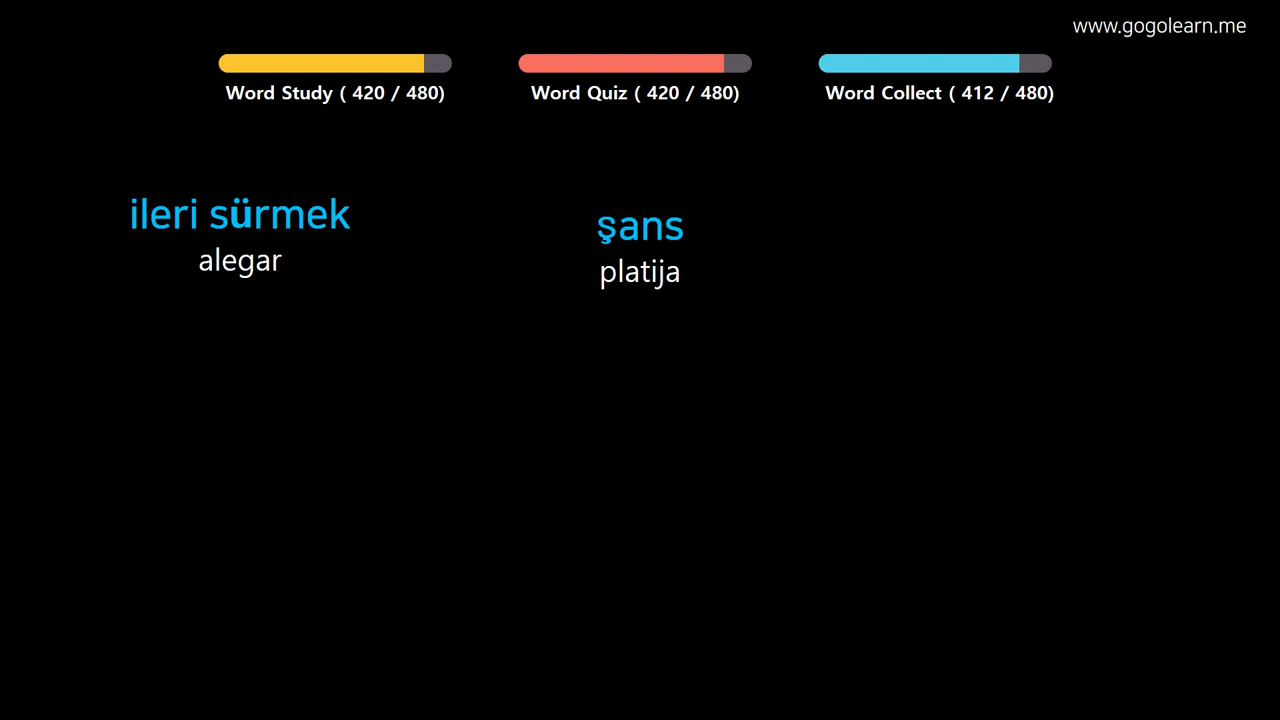 www.gogolearn.me
Word Study ( 420 / 480)
Word Quiz ( 420 / 480)
Word Collect ( 412 / 480)
ileri sürmek
alegar
şans
platija